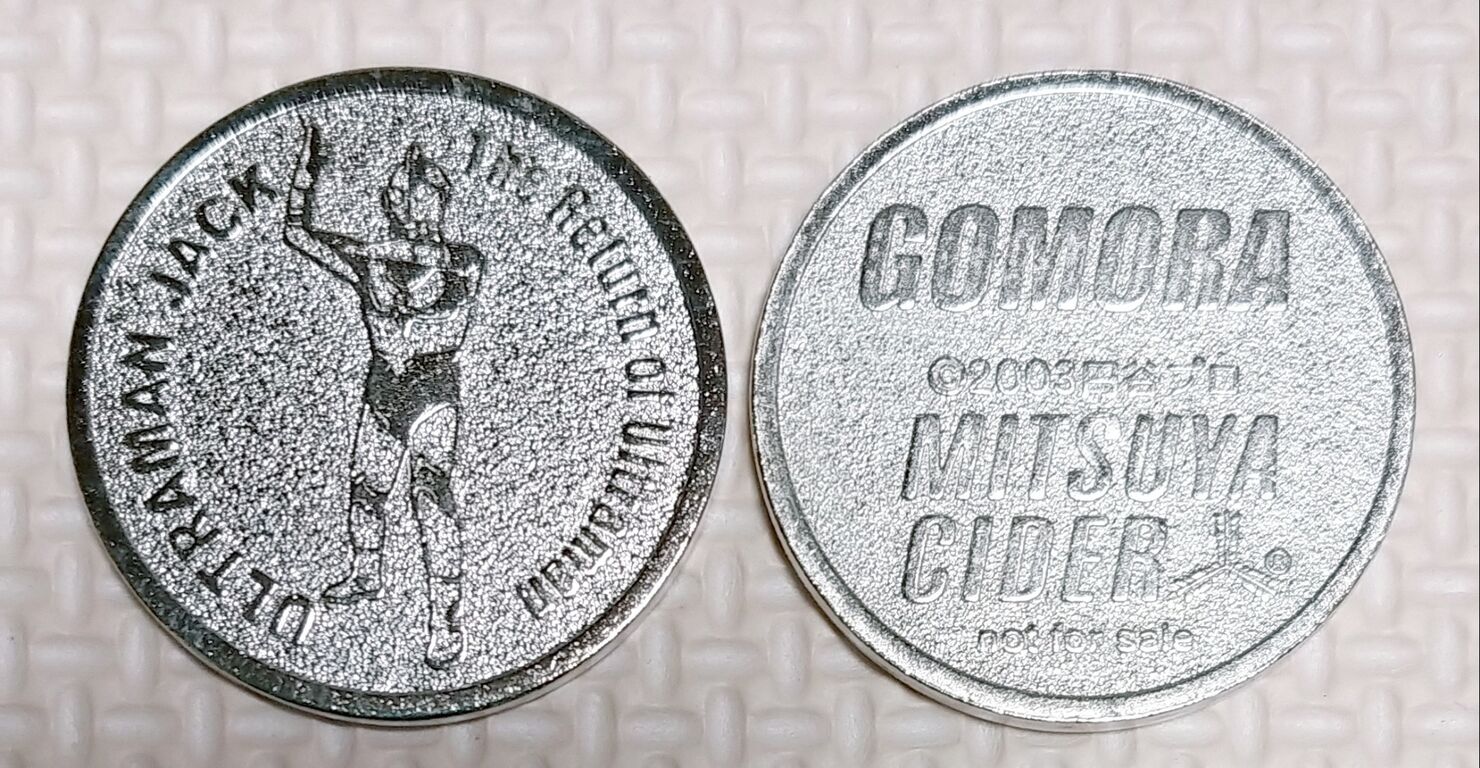 ULTRAMAN JACK
The Return of Ultraman
GOMORA
©2003円谷プロ
MITSUYA
CIDER ®
not for sale